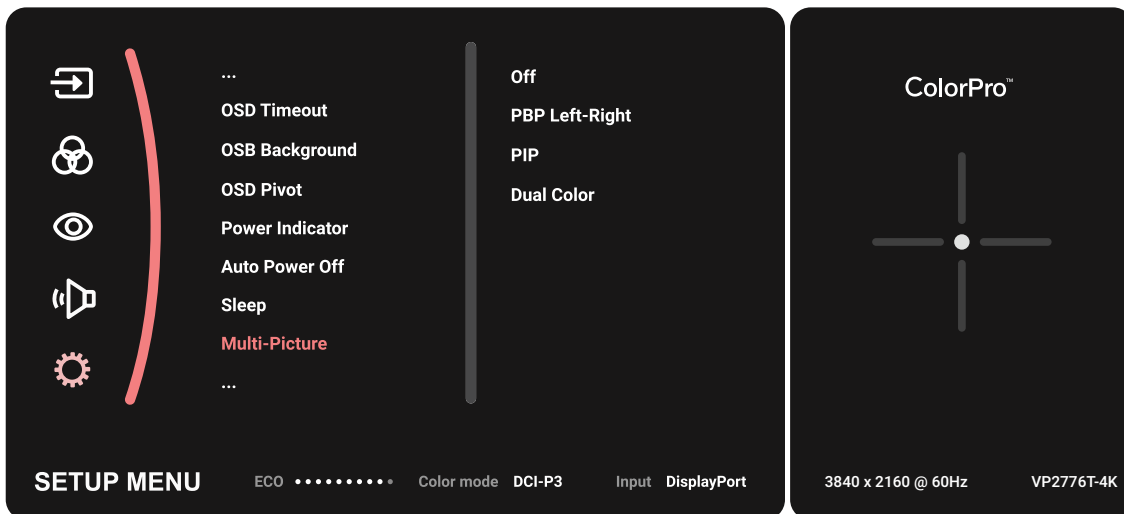 ...
OSD Timeout
OSB Background
OSD Pivot
Power Indicator
Auto Power Off
Sleep
Multi-Picture
...
Off
PBP Left-Right
PIP
Dual Color
SETUP MENU ECO Color mode DCI-P3 Input DisplayPort
ColorPro™
3840 x 2160 @ 60Hz VP2776T-4K